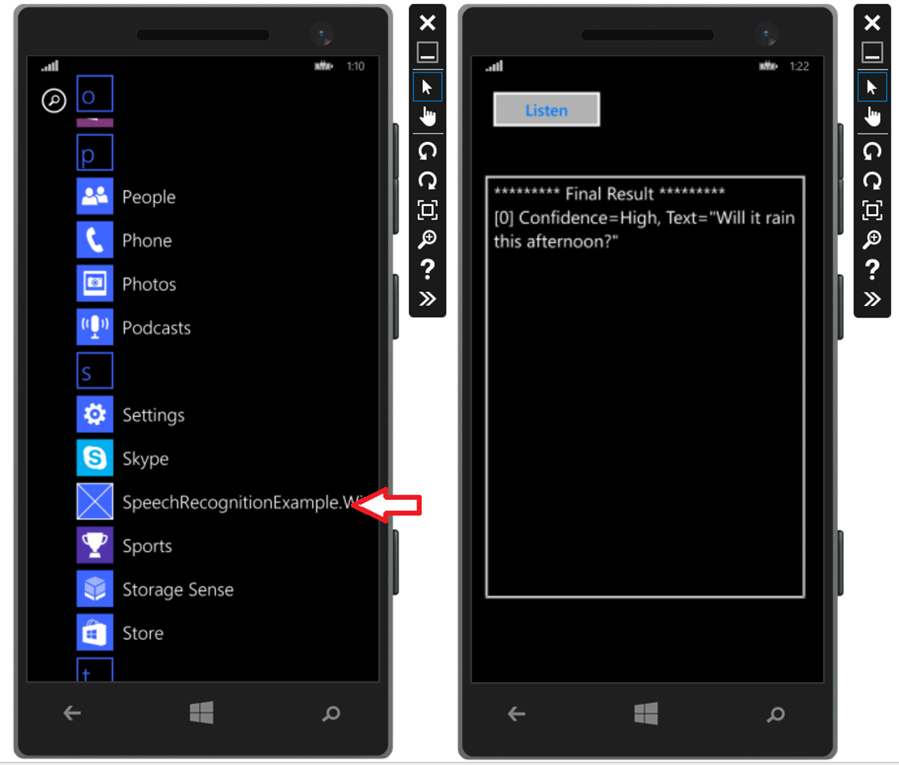 1:10
o
p
People
Phone
Photos
Podcasts
s
Settings
Skype
SpeechRecognitionExample.Wi
Sports
Storage Sense
Store
t
1:22
Listen
********* Final Result *********
[0] Confidence=High, Text="Will it rain
this afternoon?"